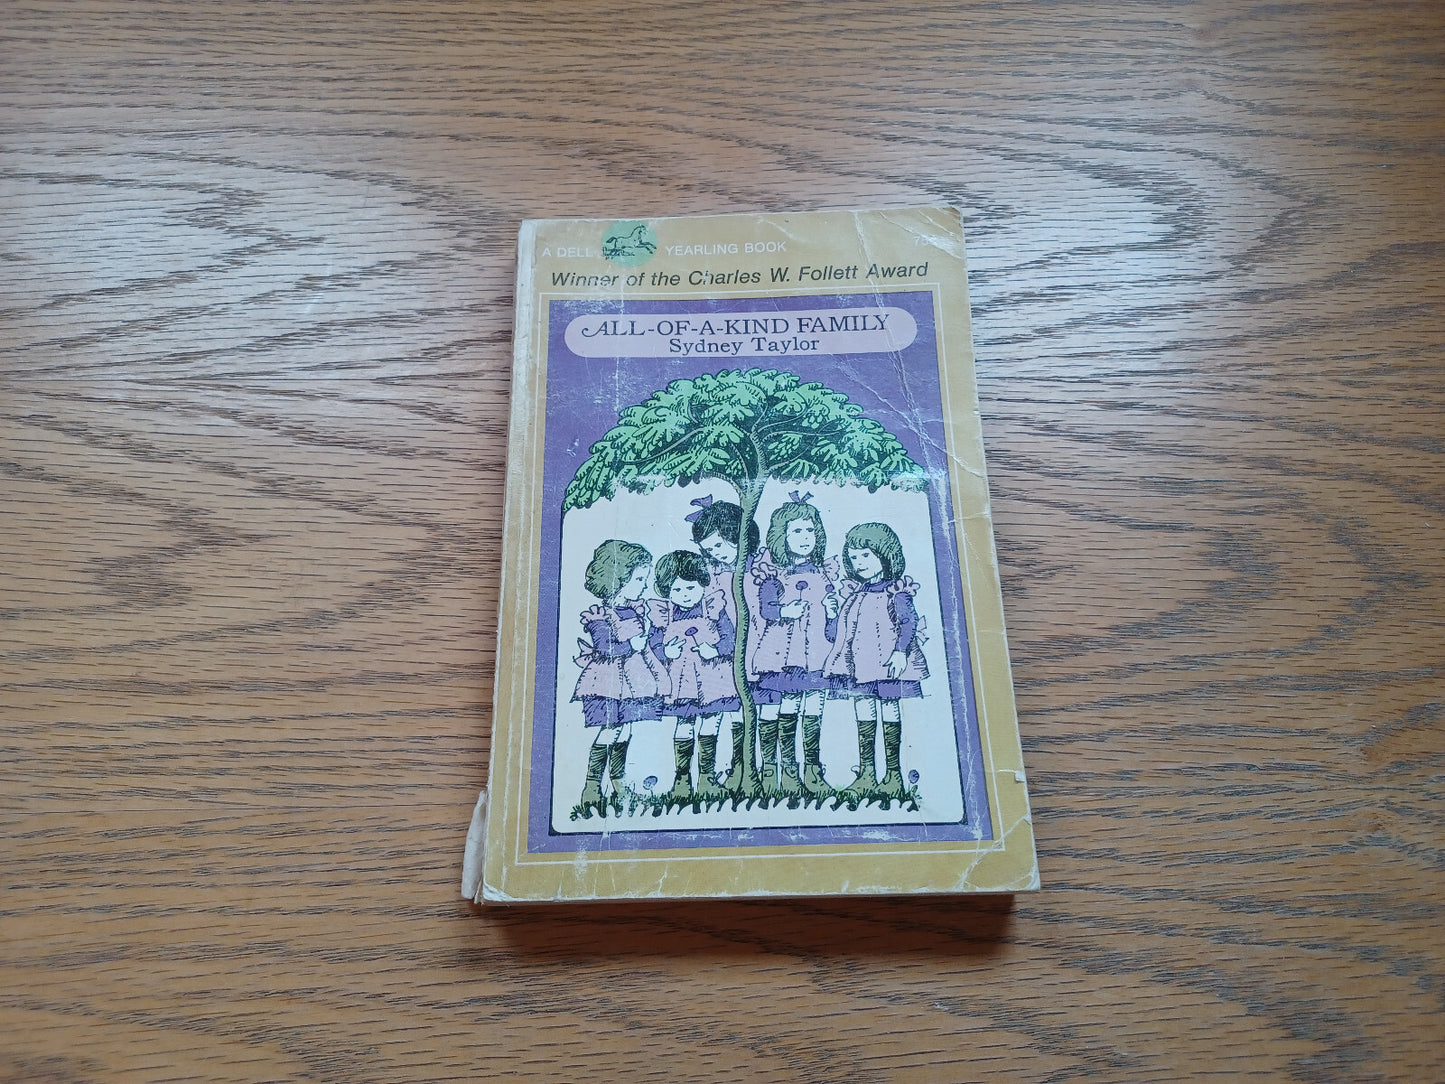 A DELL YEARLING BOOK
Winner of the Charles W. Follett Award
ALL-OF-A-KIND FAMILY
Sydney Taylor